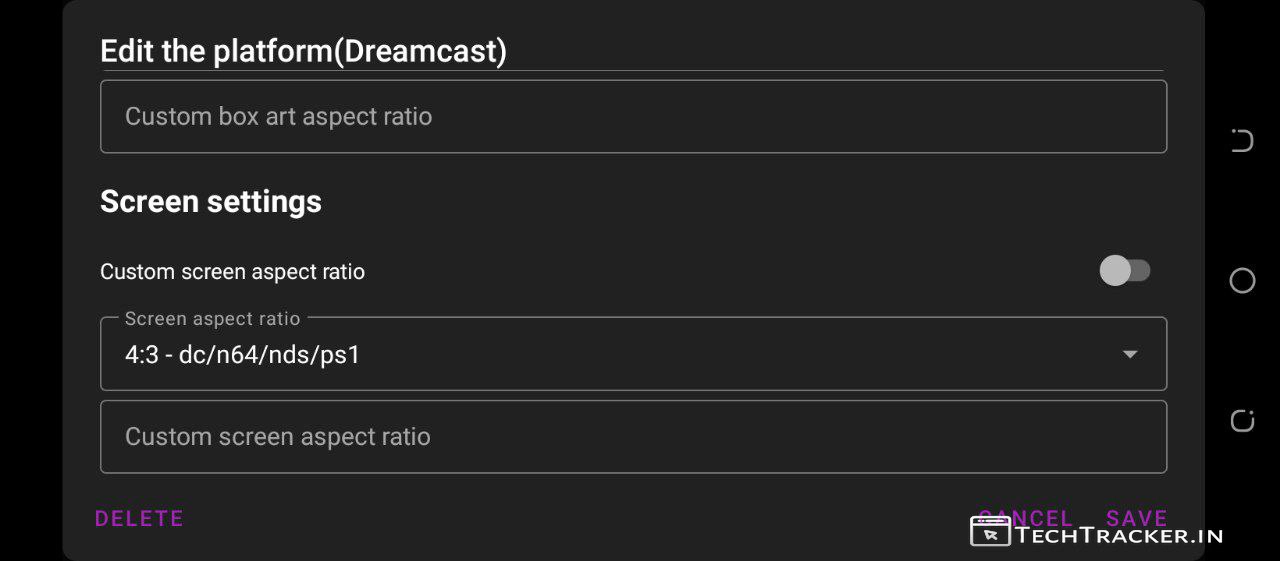 Edit the platform(Dreamcast)
Custom box art aspect ratio
Screen settings
Custom screen aspect ratio
Screen aspect ratio
4:3 - dc/n64/nds/ps1
Custom screen aspect ratio
DELETE
CANCEL SAVE
TECHTRACKER.IN